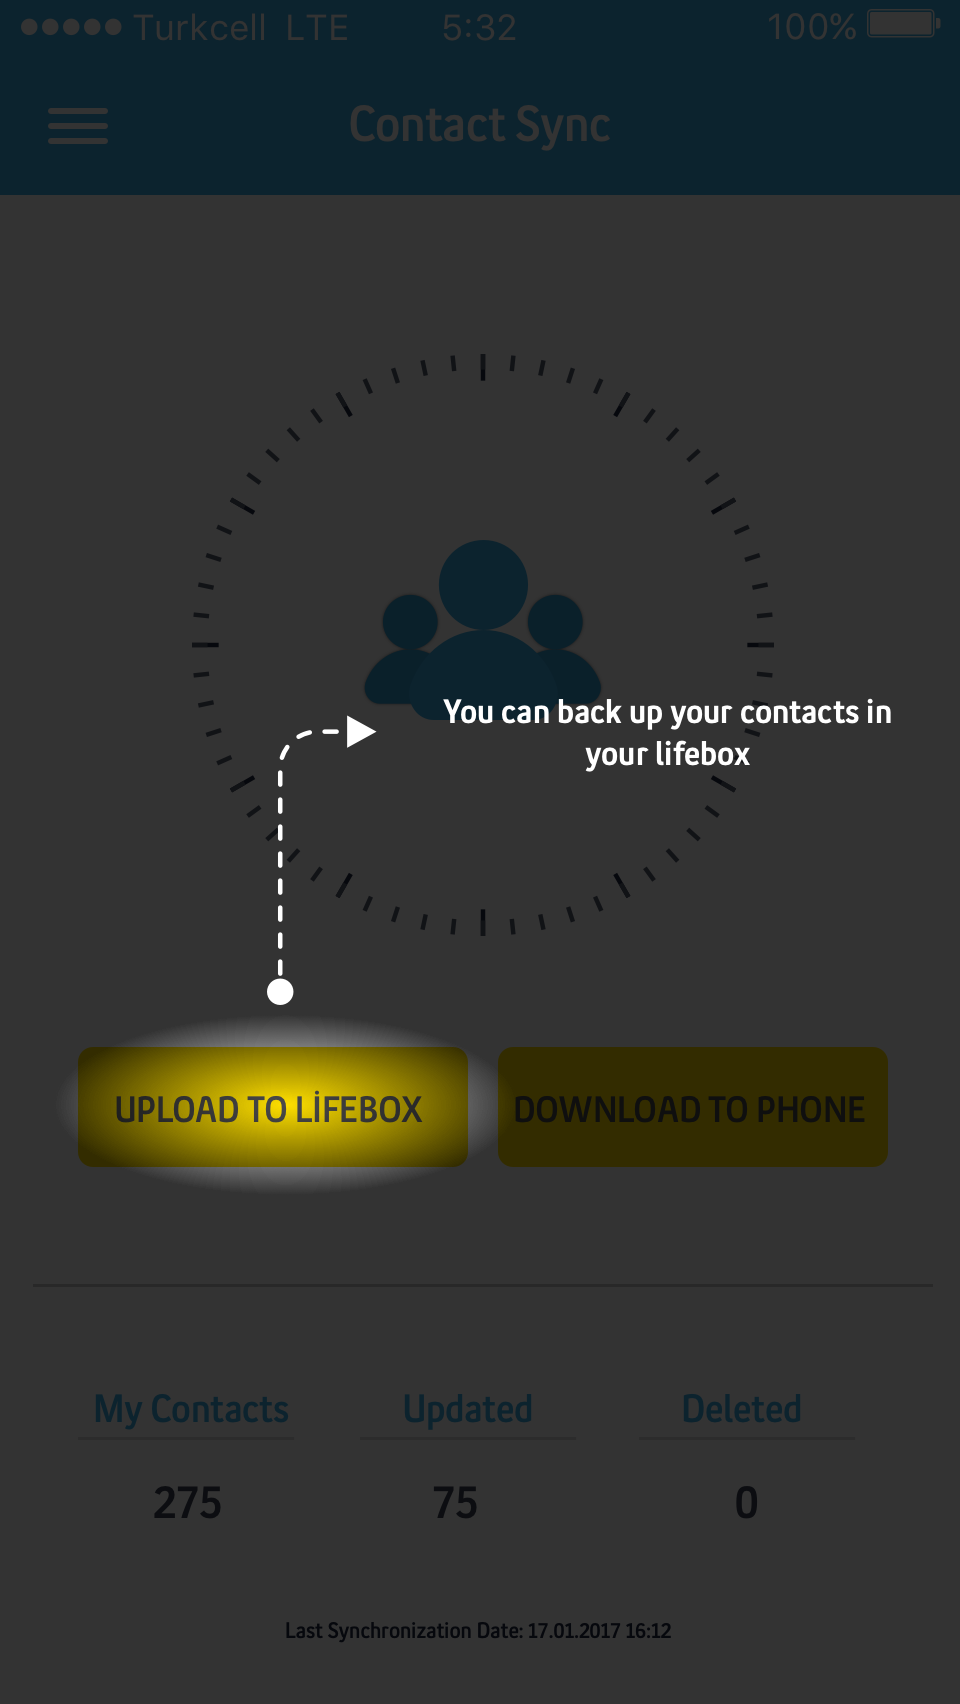 Turkcell LTE 5:32 100%
Contact Sync
You can back up your contacts in
your lifebox
UPLOAD TO LİFEBOX DOWNLOAD TO PHONE
My Contacts Updated Deleted
275 75 0
Last Synchronization Date: 17.01.2017 16:12